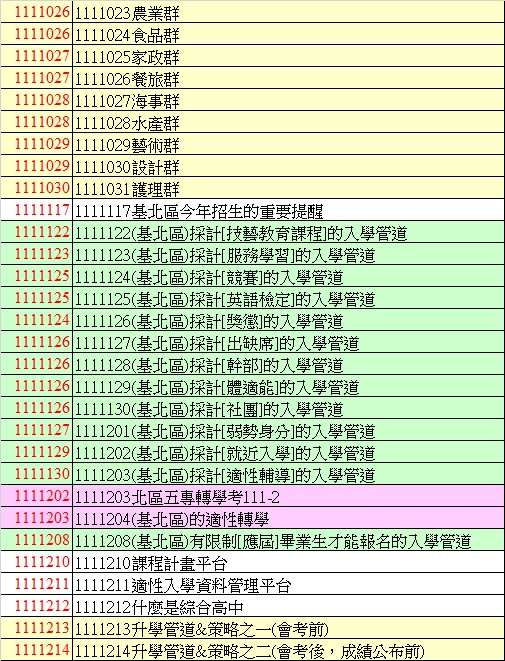 1111026 1111023農業群
1111026 1111024食品群
1111027 1111025家政群
1111027 1111026餐旅群
1111028 1111027海事群
1111028 1111028水產群
1111029 1111029藝術群
1111029 1111030設計群
1111030 1111031護理群
1111117 1111117基北區今年招生的重要提醒
1111122 1111122(基北區)採計[技藝教育課程]的入學管道
1111123 1111123(基北區)採計[服務學習]的入學管道
1111125 1111124(基北區)採計[競賽]的入學管道
1111125 1111125(基北區)採計[英語檢定]的入學管道
1111124 1111126(基北區)採計[獎懲]的入學管道
1111126 1111127(基北區)採計[出缺席]的入學管道
1111126 1111128(基北區)採計[幹部]的入學管道
1111126 1111129(基北區)採計[體適能]的入學管道
1111126 1111130(基北區)採計[社團]的入學管道
1111127 1111201(基北區)採計[弱勢身分]的入學管道
1111129 1111202(基北區)採計[就近入學]的入學管道
1111130 1111203(基北區)採計[適性輔導]的入學管道
1111202 1111203北區五專轉學考111-2
1111203 1111204(基北區)的適性轉學
1111208 1111208(基北區)有限制[應屆]畢業生才能報名的入學管道
1111210 1111210課程計畫平台
1111211 1111211適性入學資料管理平台
1111212 1111212什麼是綜合高中
1111213 1111213升學管道&策略之一(會考前)
1111214 1111214升學管道&策略之二(會考後，成績公布前)